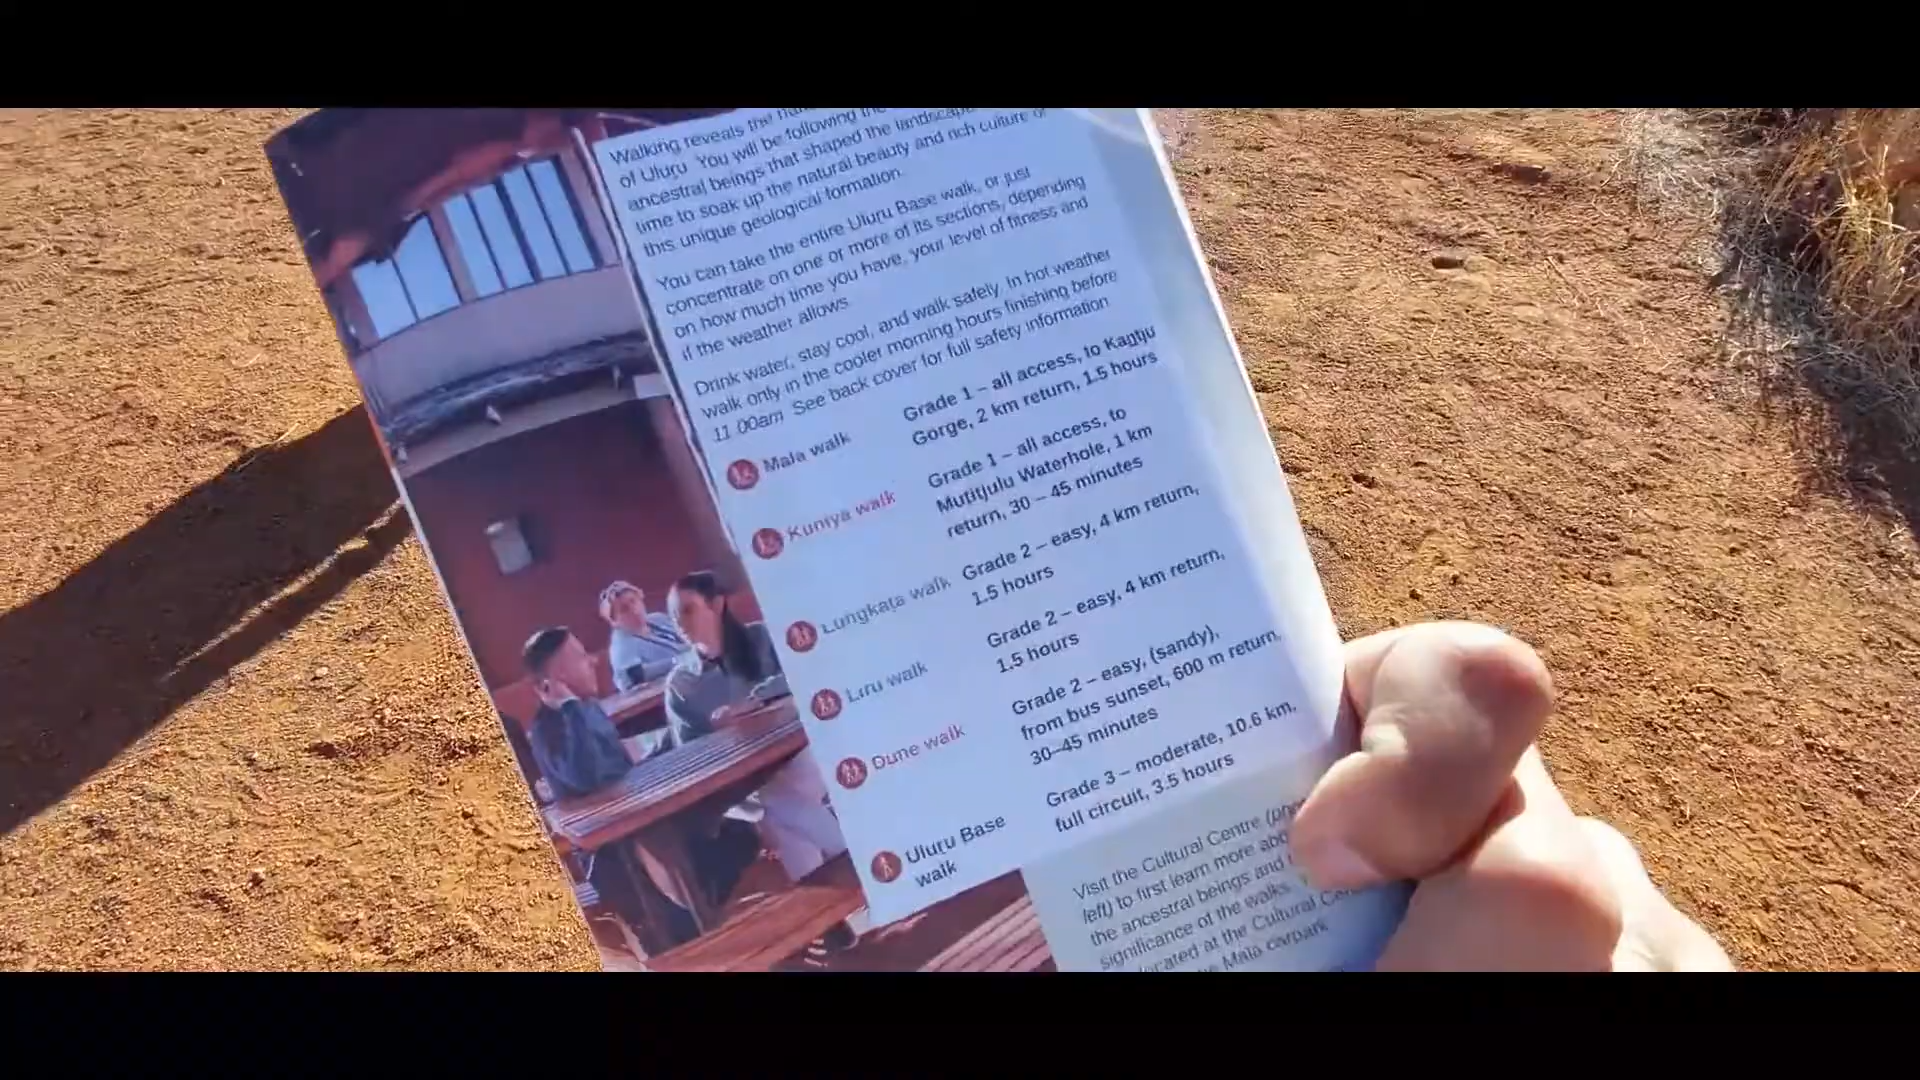 Walking reveals the
of Uluṟu. You will be following the
ancestral beings that shaped the landscape
time to soak up the natural beauty and rich culture of
this unique geological formation.
You can take the entire Uluṟu Base walk, or just
concentrate on one or more of its sections, depending
on how much time you have, your level of fitness and
if the weather allows.
Drink water, stay cool, and walk safely. In hot weather
walk only in the cooler morning hours finishing before
11.00am. See back cover for full safety information
Mala walk
Grade 1 – all access, to Kantju
Gorge, 2 km return, 1.5 hours
Kuniya walk
Grade 1 – all access, to
Mutitjulu Waterhole, 1 km
return, 30 – 45 minutes
Lungkaṯa walk
Grade 2 – easy, 4 km return,
1.5 hours
Liru walk
Grade 2 – easy, 4 km return,
1.5 hours
Dune walk
Grade 2 – easy, (sandy),
from bus sunset, 600 m return,
30–45 minutes
Uluṟu Base
walk
Grade 3 – moderate, 10.6 km,
full circuit, 3.5 hours
Visit the Cultural Centre
left) to first learn more
the ancestral beings and
significance of the walks.
located at the Cultural
Mala carpark